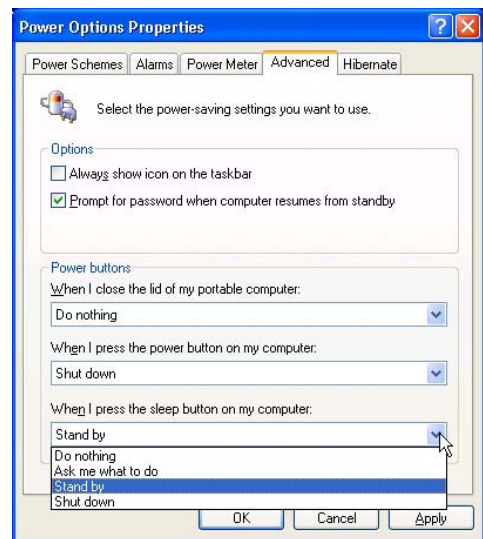 Power Options Properties
Power Schemes Alarms Power Meter Advanced Hibernate
Select the power-saving settings you want to use.
Options
Always show icon on the taskbar
Prompt for password when computer resumes from standby
Power buttons
When I close the lid of my portable computer:
Do nothing
When I press the power button on my computer:
Shut down
When I press the sleep button on my computer:
Stand by
Do nothing
Ask me what to do
Stand by
Shut down
OK Cancel Apply